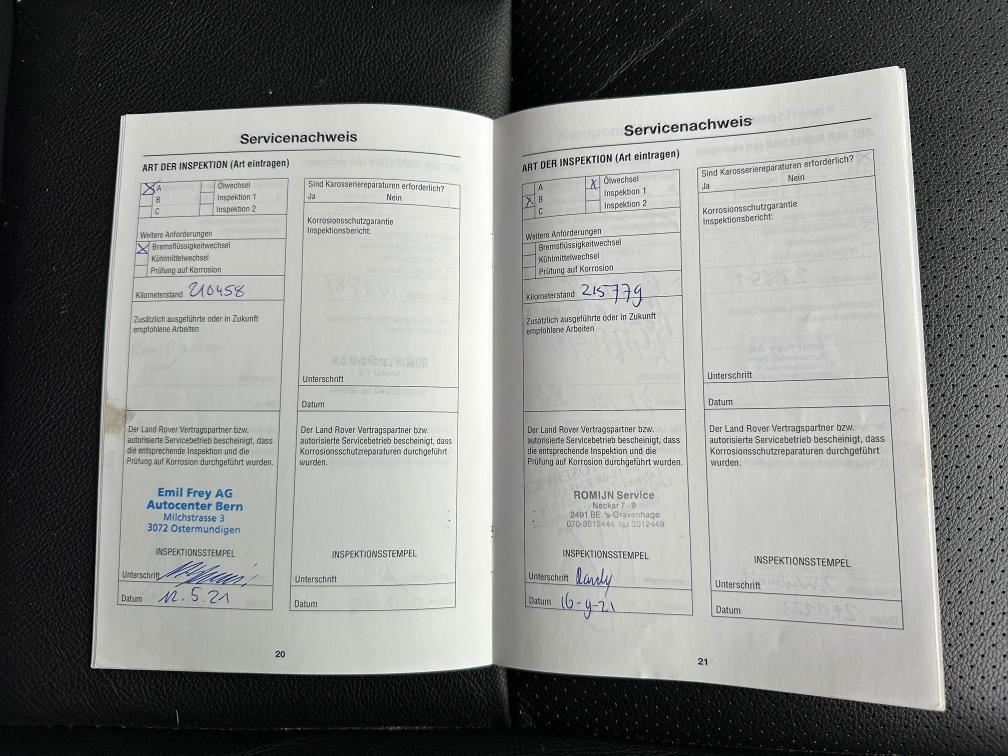 Servicenachweis
ART DER INSPEKTION (Art eintragen)
X A
B
C
Ölwechsel
Inspektion 1
Inspektion 2
Weitere Anforderungen
X Bremsflüssigkeitwechsel
Kühlmittelwechsel
Prüfung auf Korrosion
Kilometerstand 210458
Zusätzlich ausgeführte oder in Zukunft
empfohlene Arbeiten
Der Land Rover Vertragspartner bzw.
autorisierte Servicebetrieb bescheinigt, dass
die entsprechende Inspektion und die
Prüfung auf Korrosion durchgeführt wurden.
Emil Frey AG
Autocenter Bern
Milchstrasse 3
3072 Ostermundigen
INSPEKTIONSSTEMPEL
Unterschrift
Datum 12.5.21
Sind Karosseriereparaturen erforderlich?
Ja Nein
Korrosionsschutzgarantie
Inspektionsbericht:
Unterschrift
Datum
Der Land Rover Vertragspartner bzw.
autorisierte Servicebetrieb bescheinigt, dass
Korrosionsschutzreparaturen durchgeführt
wurden.
INSPEKTIONSSTEMPEL
Unterschrift
Datum
20
Servicenachweis
ART DER INSPEKTION (Art eintragen)
A
X B
C
X Ölwechsel
Inspektion 1
Inspektion 2
Weitere Anforderungen
Bremsflüssigkeitwechsel
Kühlmittelwechsel
Prüfung auf Korrosion
Kilometerstand 215779
Zusätzlich ausgeführte oder in Zukunft
empfohlene Arbeiten
Der Land Rover Vertragspartner bzw.
autorisierte Servicebetrieb bescheinigt, dass
die entsprechende Inspektion und die
Prüfung auf Korrosion durchgeführt wurden.
ROMIJN Service
Neckar 7 - 9
2491 BE 's-Gravenhage
070-3012444 fax 3012449
INSPEKTIONSSTEMPEL
Unterschrift Randy
Datum 16-9-21
Sind Karosseriereparaturen erforderlich?
Ja Nein
Korrosionsschutzgarantie
Inspektionsbericht:
Unterschrift
Datum
Der Land Rover Vertragspartner bzw.
autorisierte Servicebetrieb bescheinigt, dass
Korrosionsschutzreparaturen durchgeführt
wurden.
INSPEKTIONSSTEMPEL
Unterschrift
Datum
21